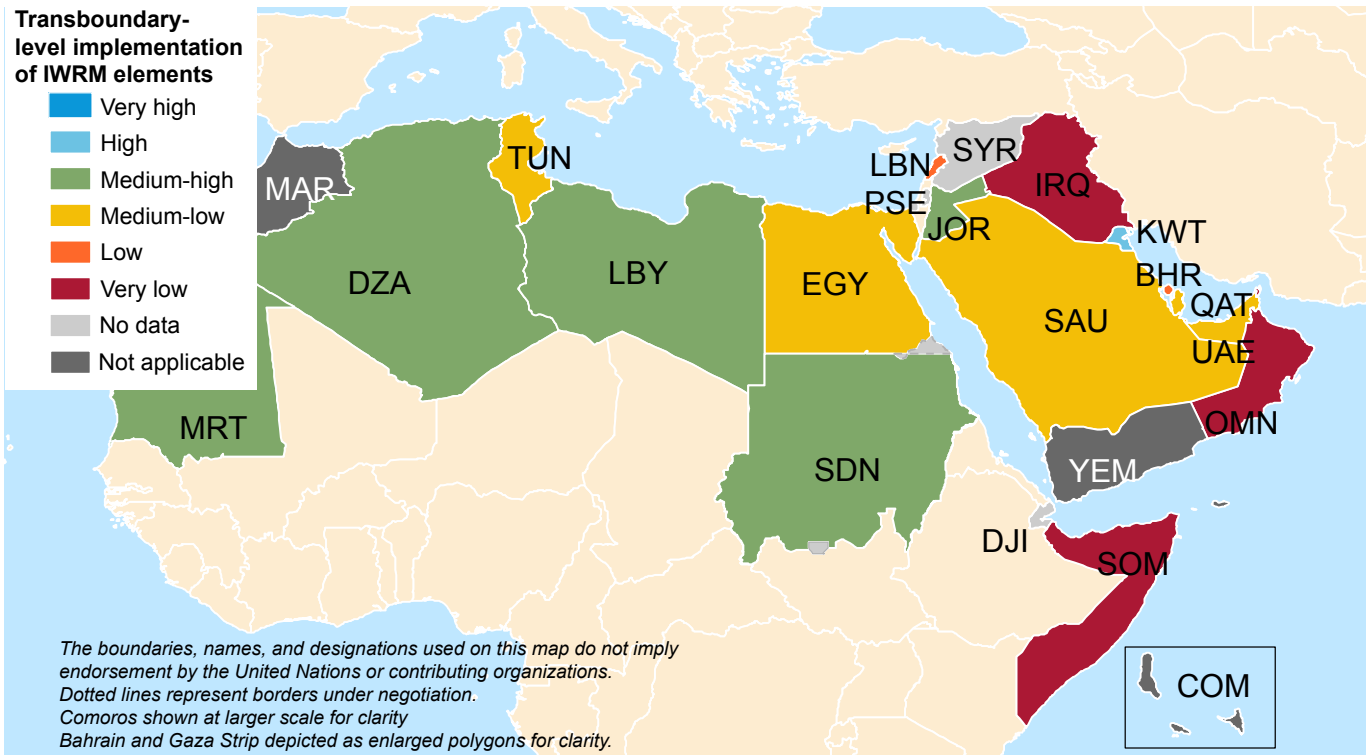 Transboundary-
level implementation
of IWRM elements
Very high
High
Medium-high
Medium-low
Low
Very low
No data
Not applicable
MAR
DZA
TUN
LBY
EGY
MRT
SDN
LBN
SYR
PSE
JOR
IRQ
KWT
BHR
QAT
SAU
UAE
OMN
YEM
DJI
SOM
COM
The boundaries, names, and designations used on this map do not imply
endorsement by the United Nations or contributing organizations.
Dotted lines represent borders under negotiation.
Comoros shown at larger scale for clarity
Bahrain and Gaza Strip depicted as enlarged polygons for clarity.